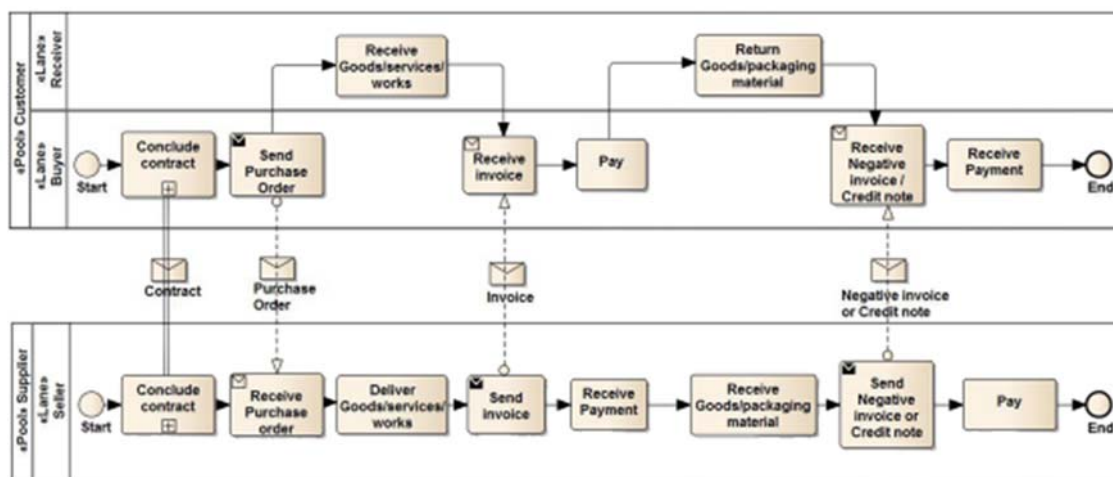 «Pool» Customer
«Lane»
Receiver
Receive
Goods/services/
works
Return
Goods/packaging
material
«Lane»
Buyer
Start
Conclude
contract
Send
Purchase
Order
Receive
invoice
Pay
Receive
Negative
invoice /
Credit note
Receive
Payment
End
Contract
Purchase
Order
Invoice
Negative invoice
or Credit note
«Pool» Supplier
«Lane»
Seller
Start
Conclude
contract
Receive
Purchase
order
Deliver
Goods/services/
works
Send
invoice
Receive
Payment
Receive
Goods/packaging
material
Send
Negative
invoice or
Credit note
Pay
End